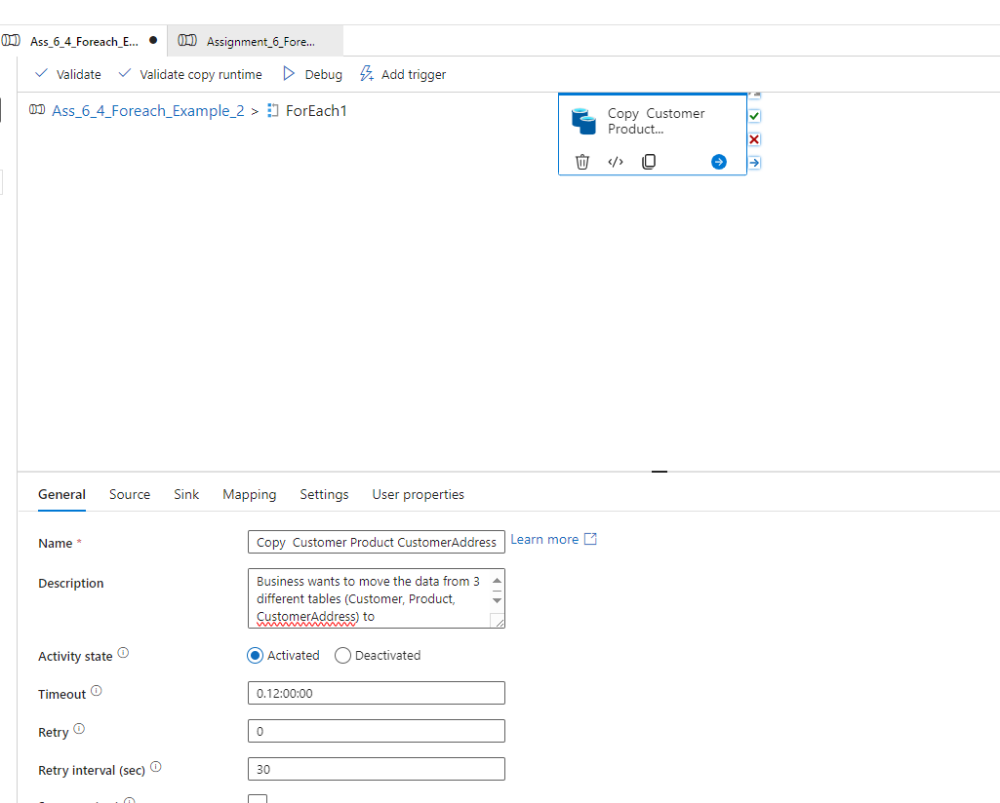 Ass_6_4_Foreach_E... Assignment_6_Fore...
Validate Validate copy runtime Debug Add trigger
Ass_6_4_Foreach_Example_2 > ForEach1
Copy Customer
Product...
General Source Sink Mapping Settings User properties
Name * Copy Customer Product CustomerAddress Learn more
Description Business wants to move the data from 3
different tables (Customer, Product,
CustomerAddress) to
Activity state Activated Deactivated
Timeout 0.12:00:00
Retry 0
Retry interval (sec) 30